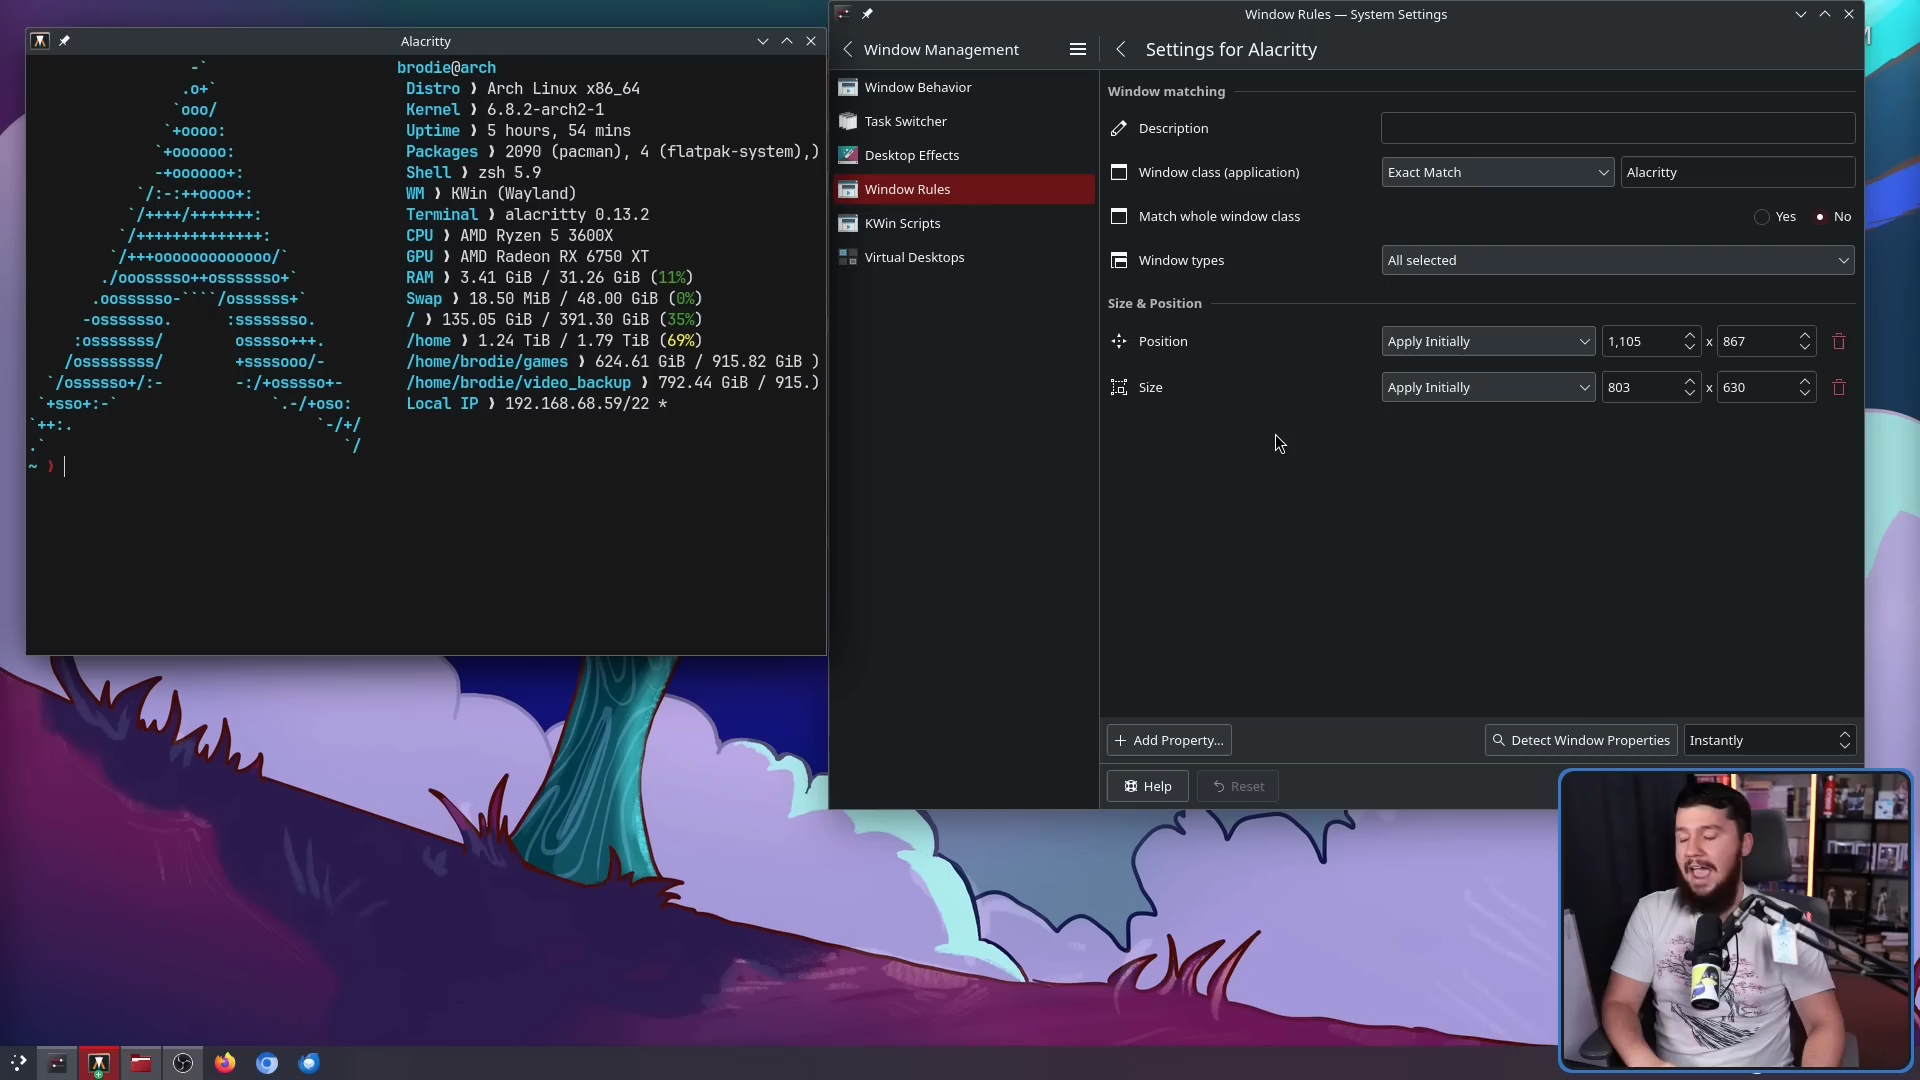 Alacritty
brodie@arch
Distro ❱ Arch Linux x86_64
Kernel ❱ 6.8.2-arch2-1
Uptime ❱ 5 hours, 54 mins
Packages ❱ 2090 (pacman), 4 (flatpak-system),)
Shell ❱ zsh 5.9
WM ❱ KWin (Wayland)
Terminal ❱ alacritty 0.13.2
CPU ❱ AMD Ryzen 5 3600X
GPU ❱ AMD Radeon RX 6750 XT
RAM ❱ 3.41 GiB / 31.26 GiB (11%)
Swap ❱ 18.50 MiB / 48.00 GiB (0%)
/ ❱ 135.05 GiB / 391.30 GiB (35%)
/home ❱ 1.24 TiB / 1.79 TiB (69%)
/home/brodie/games ❱ 624.61 GiB / 915.82 GiB )
/home/brodie/video_backup ❱ 792.44 GiB / 915.)
Local IP ❱ 192.168.68.59/22 *
~ ❱
Window Rules — System Settings
Window Management
Window Behavior
Task Switcher
Desktop Effects
Window Rules
KWin Scripts
Virtual Desktops
Settings for Alacritty
Window matching
Description
Window class (application) Exact Match Alacritty
Match whole window class Yes No
Window types All selected
Size & Position
Position Apply Initially 1,105 x 867
Size Apply Initially 803 x 630
Add Property... Detect Window Properties Instantly
Help Reset